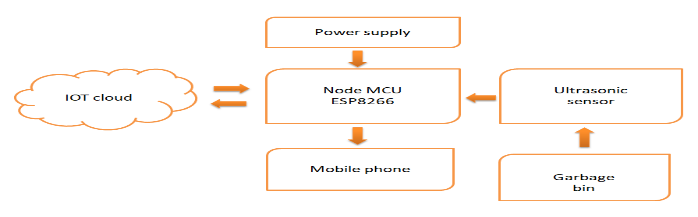 Power supply
IOT cloud
Node MCU
ESP8266
Ultrasonic
sensor
Mobile phone
Garbage
bin